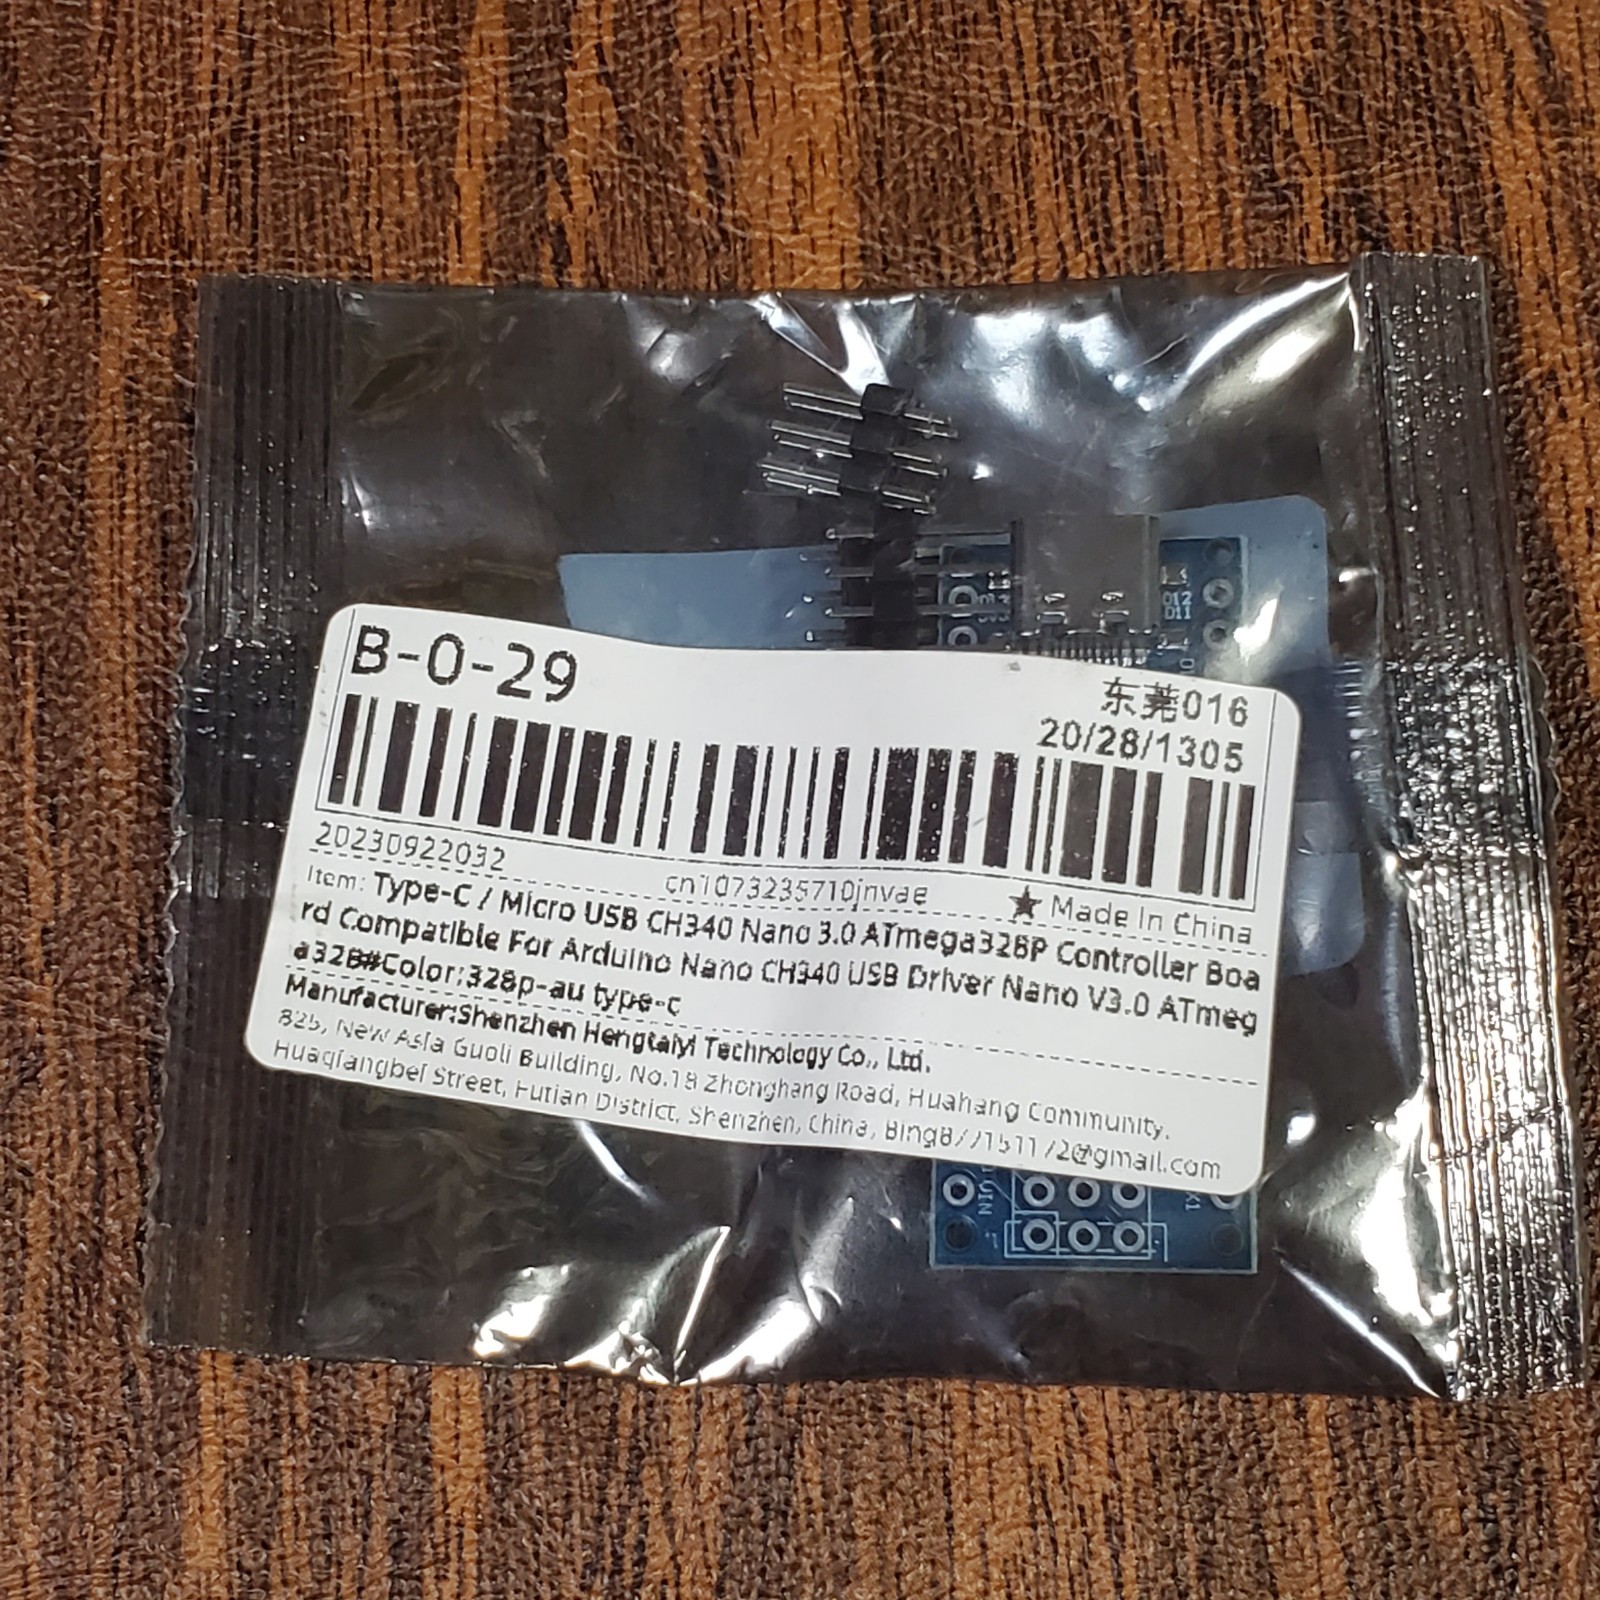 B-0-29
东莞016
20/28/1305
20230922032
cn1073235710jnvae
★ Made In China
Item: Type-C / Micro USB CH340 Nano 3.0 ATmega328P Controller Boa
rd Compatible For Arduino Nano CH340 USB Driver Nano V3.0 ATmeg
a328#Color:328p-au type-c
Manufacturer:Shenzhen Hengtaiyi Technology Co., Ltd.
825, New Asia Guoli Building, No.18 Zhonghang Road, Huahang Community,
Huaqiangbei Street, Futian District, Shenzhen, China,
D12
D11
VIN